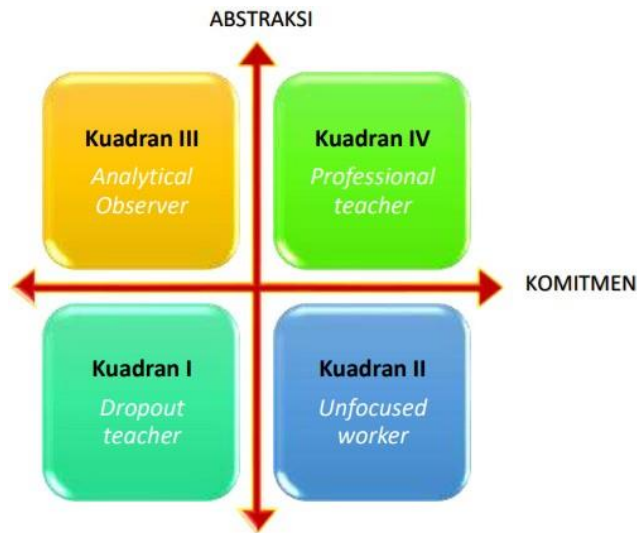 ABSTRAKSI
Kuadran III
Analytical
Observer
Kuadran IV
Professional
teacher
KOMITMEN
Kuadran I
Dropout
teacher
Kuadran II
Unfocused
worker